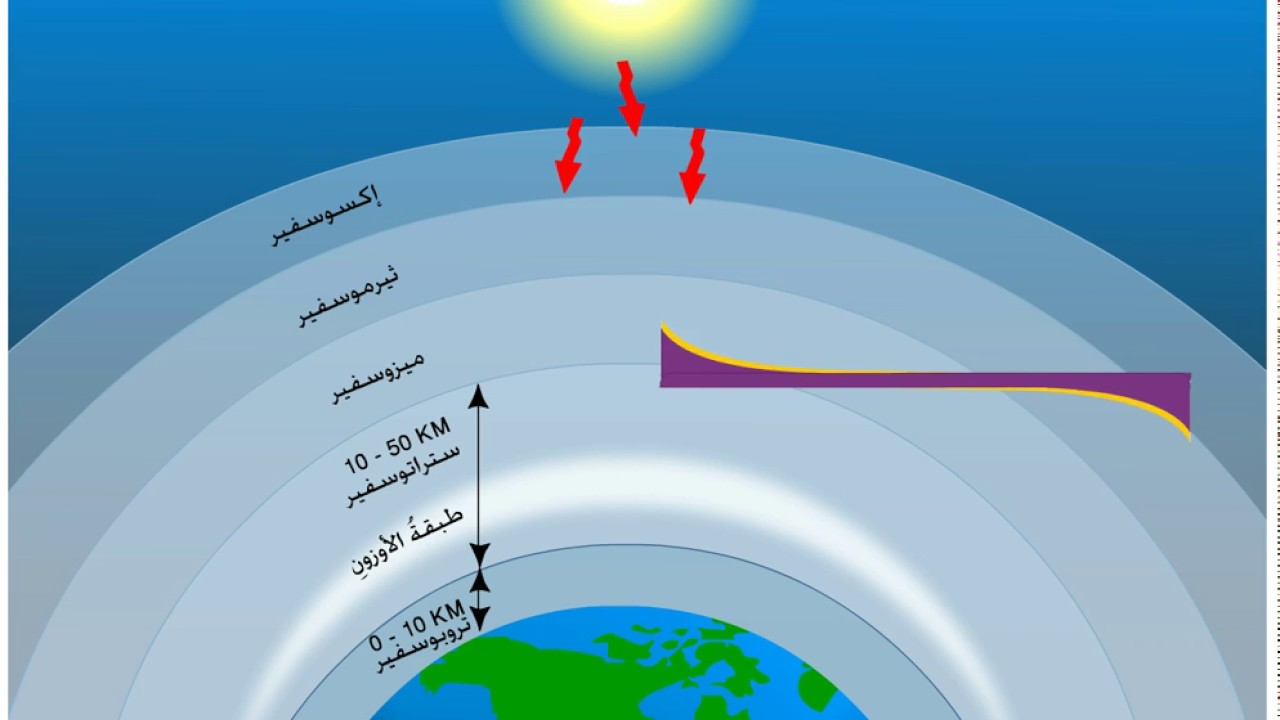 إكسوسفير
ثيرموسفير
ميزوسفير
10 - 50 KM
ستراتوسفير
طبقةُ الأوزونِ
0 - 10 KM
تروبوسفير